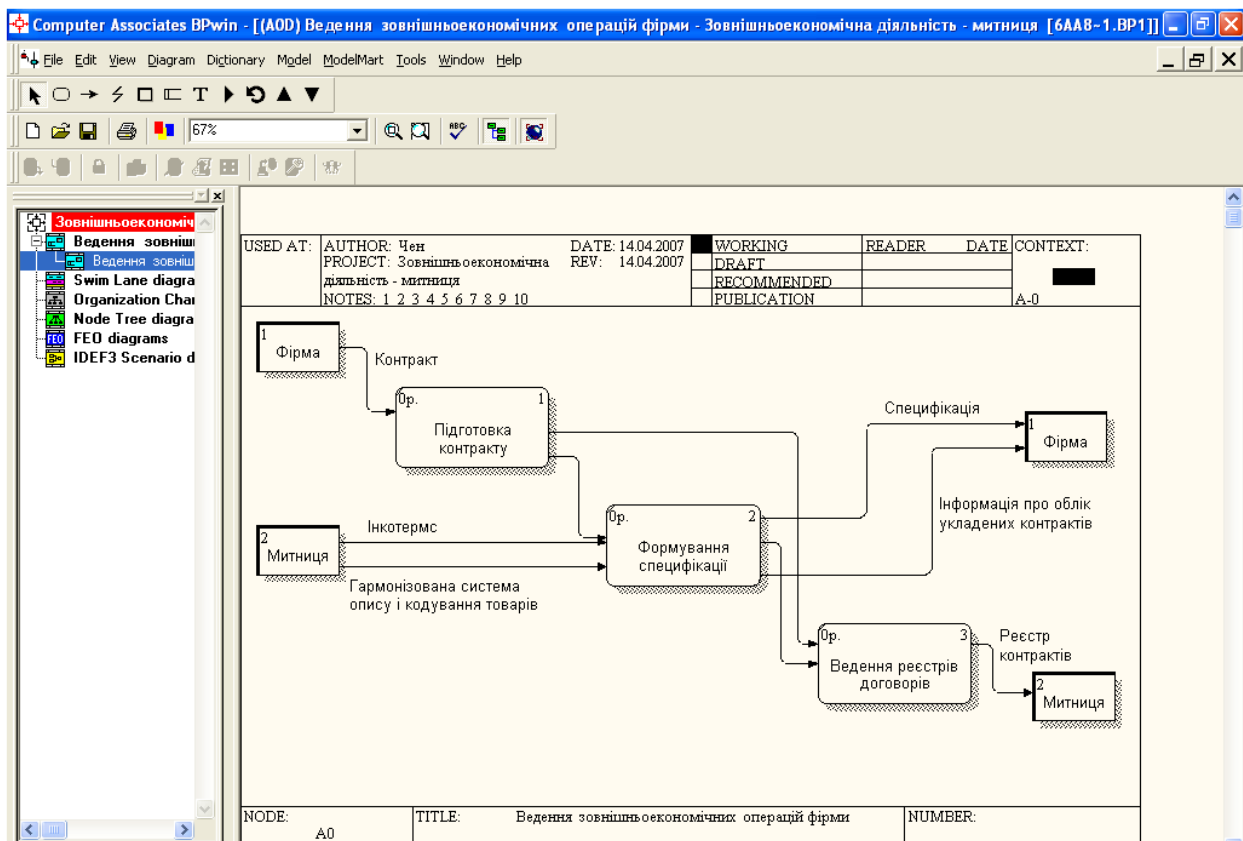 Computer Associates BPwin - [(A0D) Ведення зовнішньоекономічних операцій фірми - Зовнішньоекономічна діяльність - митниця [6AA8~1.BP1]]
File Edit View Diagram Dictionary Model ModelMart Tools Window Help
T
67%
ABC
Зовнішньоекономіч
Ведення зовніш
Ведення зовніш
Swim Lane diagra
Organization Char
Node Tree diagra
FEO FEO diagrams
IDEF3 Scenario d
USED AT: AUTHOR: Чен DATE: 14.04.2007 WORKING READER DATE CONTEXT:
PROJECT: Зовнішньоекономічна REV: 14.04.2007 DRAFT
діяльність - митниця RECOMMENDED
NOTES: 1 2 3 4 5 6 7 8 9 10 PUBLICATION A-0
1
Фірма
Контракт
0р. 1
Підготовка
контракту
Специфікація
1
Фірма
Інформація про облік
укладених контрактів
Інкотермс
2
Митниця
Гармонізована система
опису і кодування товарів
0р. 2
Формування
специфікації
0р. 3
Ведення реєстрів
договорів
Реєстр
контрактів
2
Митниця
NODE: TITLE: Ведення зовнішньоекономічних операцій фірми NUMBER:
A0